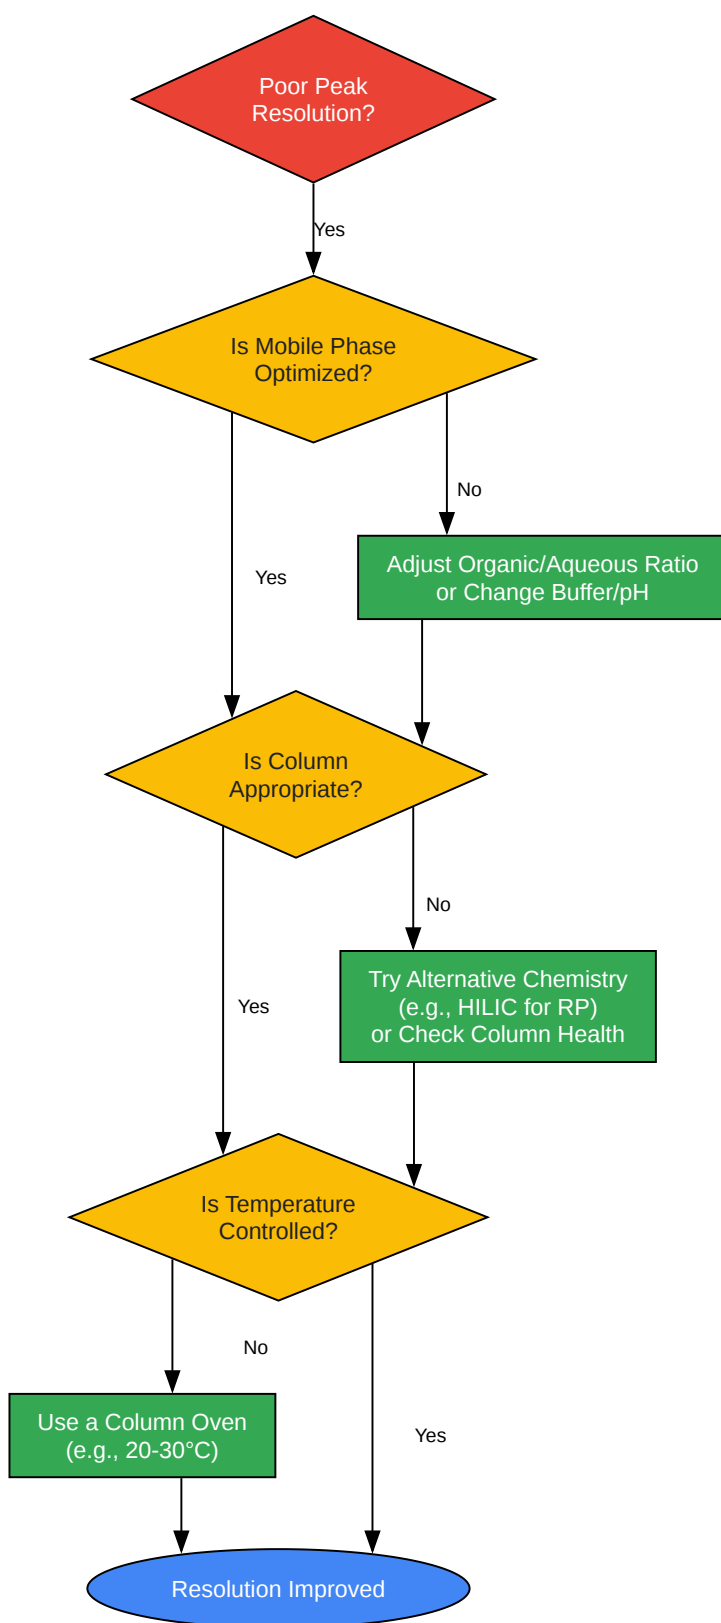 Poor Peak
Resolution?
Yes
Is Mobile Phase
Optimized?
No
Adjust Organic/Aqueous Ratio
or Change Buffer/pH
Yes
Is Column
Appropriate?
No
Try Alternative Chemistry
(e.g., HILIC for RP)
or Check Column Health
Yes
Is Temperature
Controlled?
No
Use a Column Oven
(e.g., 20-30°C)
Yes
Resolution Improved